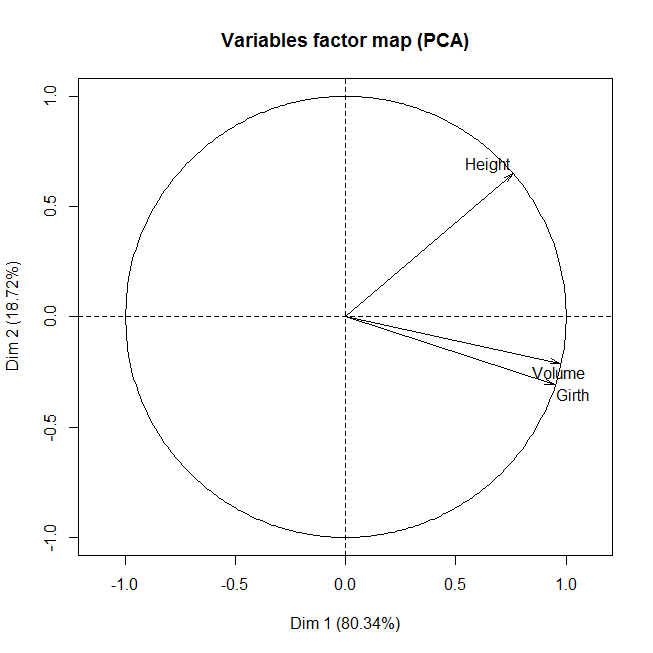 Variables factor map (PCA)
1.0
0.5
0.0
-0.5
-1.0
Dim 2 (18.72%)
Height
Volume
Girth
-1.0 -0.5 0.0 0.5 1.0
Dim 1 (80.34%)